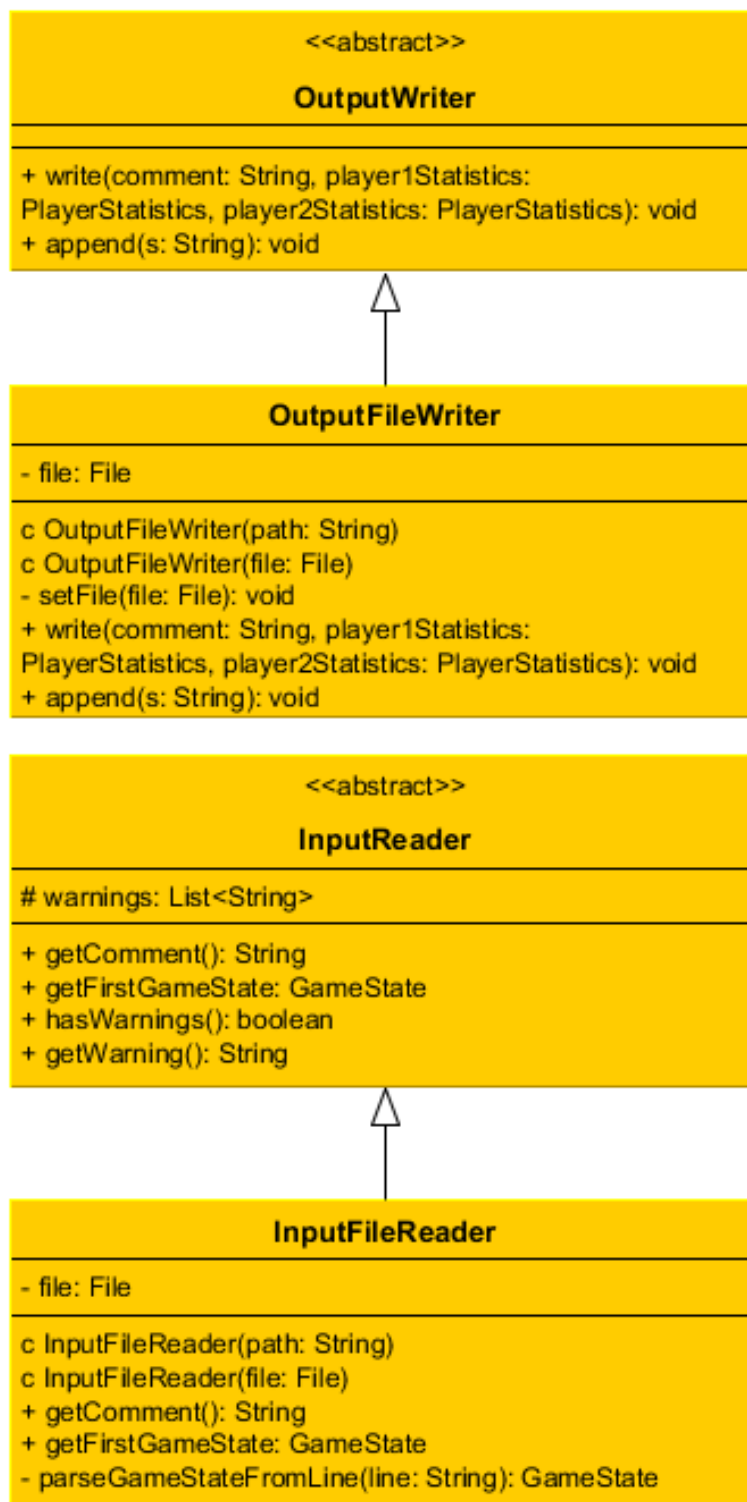 <<abstract>>
OutputWriter
+ write(comment: String, player1Statistics:
PlayerStatistics, player2Statistics: PlayerStatistics): void
+ append(s: String): void
OutputFileWriter
- file: File
c OutputFileWriter(path: String)
c OutputFileWriter(file: File)
- setFile(file: File): void
+ write(comment: String, player1Statistics:
PlayerStatistics, player2Statistics: PlayerStatistics): void
+ append(s: String): void
<<abstract>>
InputReader
# warnings: List<String>
+ getComment(): String
+ getFirstGameState: GameState
+ hasWarnings(): boolean
+ getWarning(): String
InputFileReader
- file: File
c InputFileReader(path: String)
c InputFileReader(file: File)
+ getComment(): String
+ getFirstGameState: GameState
- parseGameStateFromLine(line: String): GameState